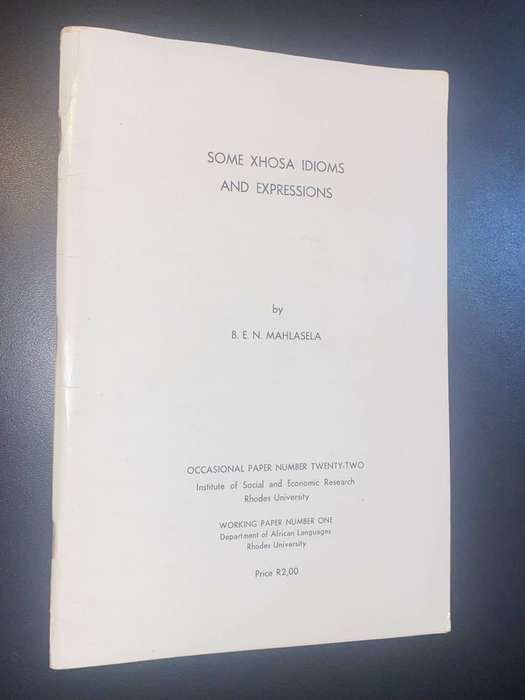 SOME XHOSA IDIOMS
AND EXPRESSIONS
by
B. E. N. MAHLASELA
OCCASIONAL PAPER NUMBER TWENTY-TWO
Institute of Social and Economic Research
Rhodes University
WORKING PAPER NUMBER ONE
Department of African Languages
Rhodes University
Price R2,00